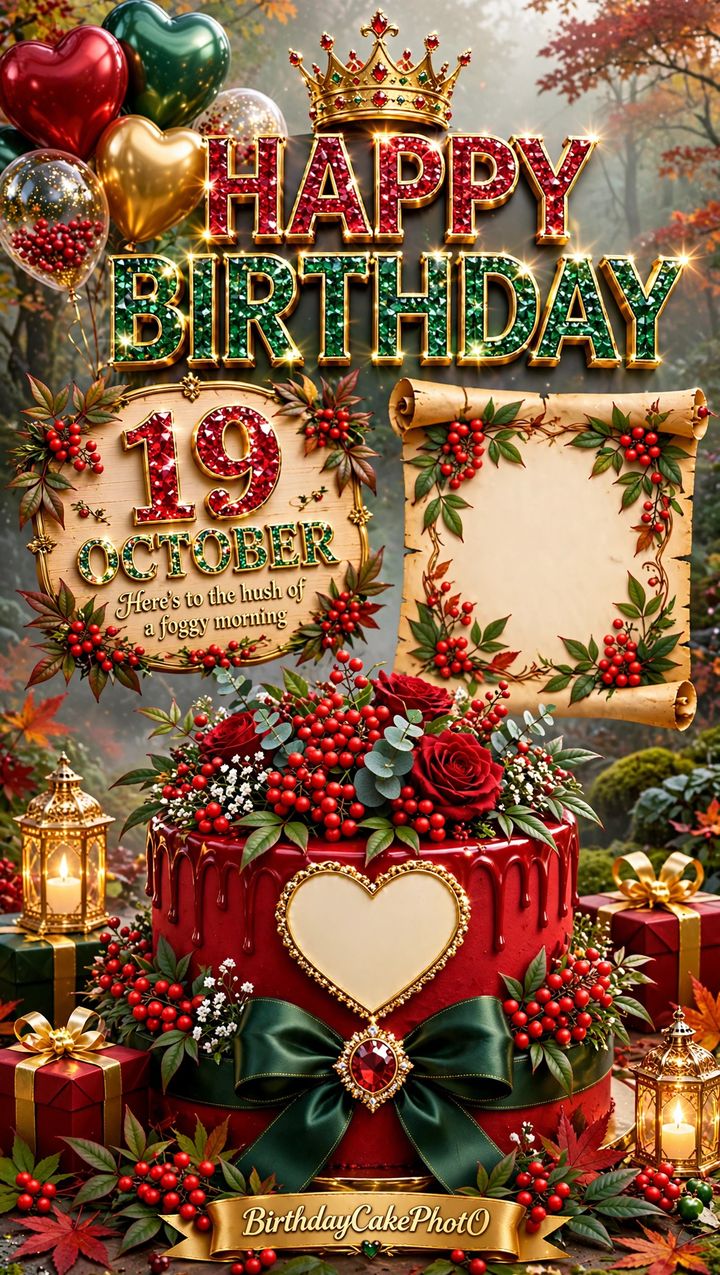 HAPPY
BIRTHDAY
19
OCTOBER
Here's to the hush of
a foggy morning
BirthdayCakePhotO